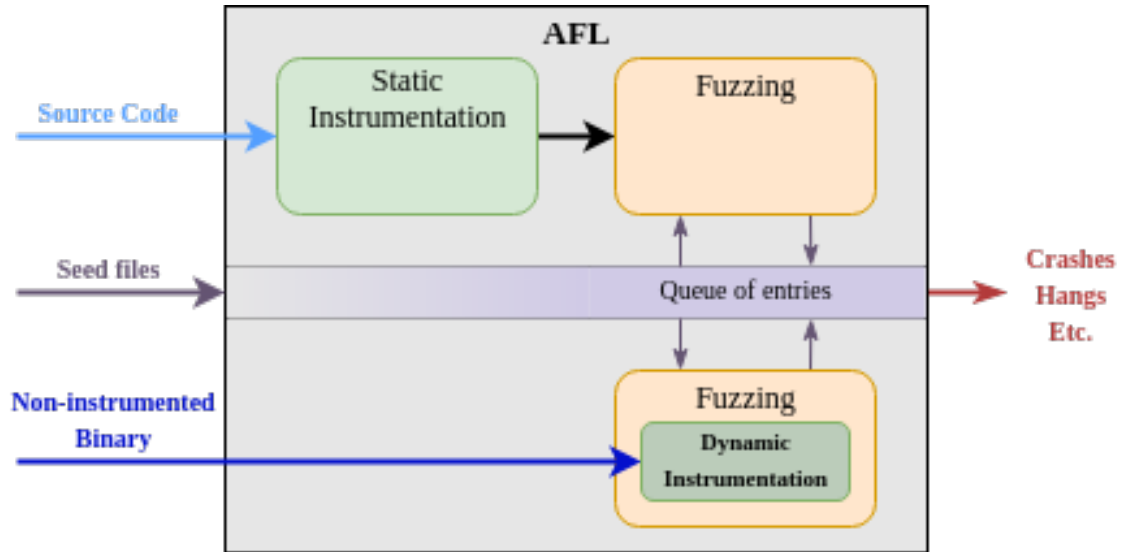 AFL
Static
Instrumentation
Fuzzing
Source Code
Seed files
Queue of entries
Crashes
Hangs
Etc.
Non-instrumented
Binary
Fuzzing
Dynamic
Instrumentation